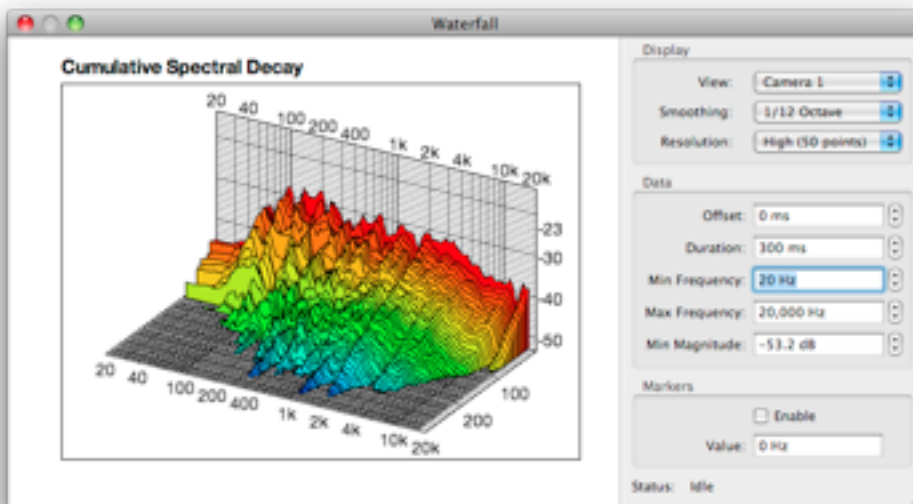 Waterfall
Cumulative Spectral Decay
20 40 100 200 400 1k 2k 4k 10k 20k
-23
-30
-40
-50
20 40 100 200 400 1k 2k 4k 10k 20k
100
200
Display
View: Camera 1
Smoothing: 1/12 Octave
Resolution: High (50 points)
Data
Offset: 0 ms
Duration: 300 ms
Min Frequency: 20 Hz
Max Frequency: 20,000 Hz
Min Magnitude: -53.2 dB
Markers
Enable
Value: 0 Hz
Status: Idle